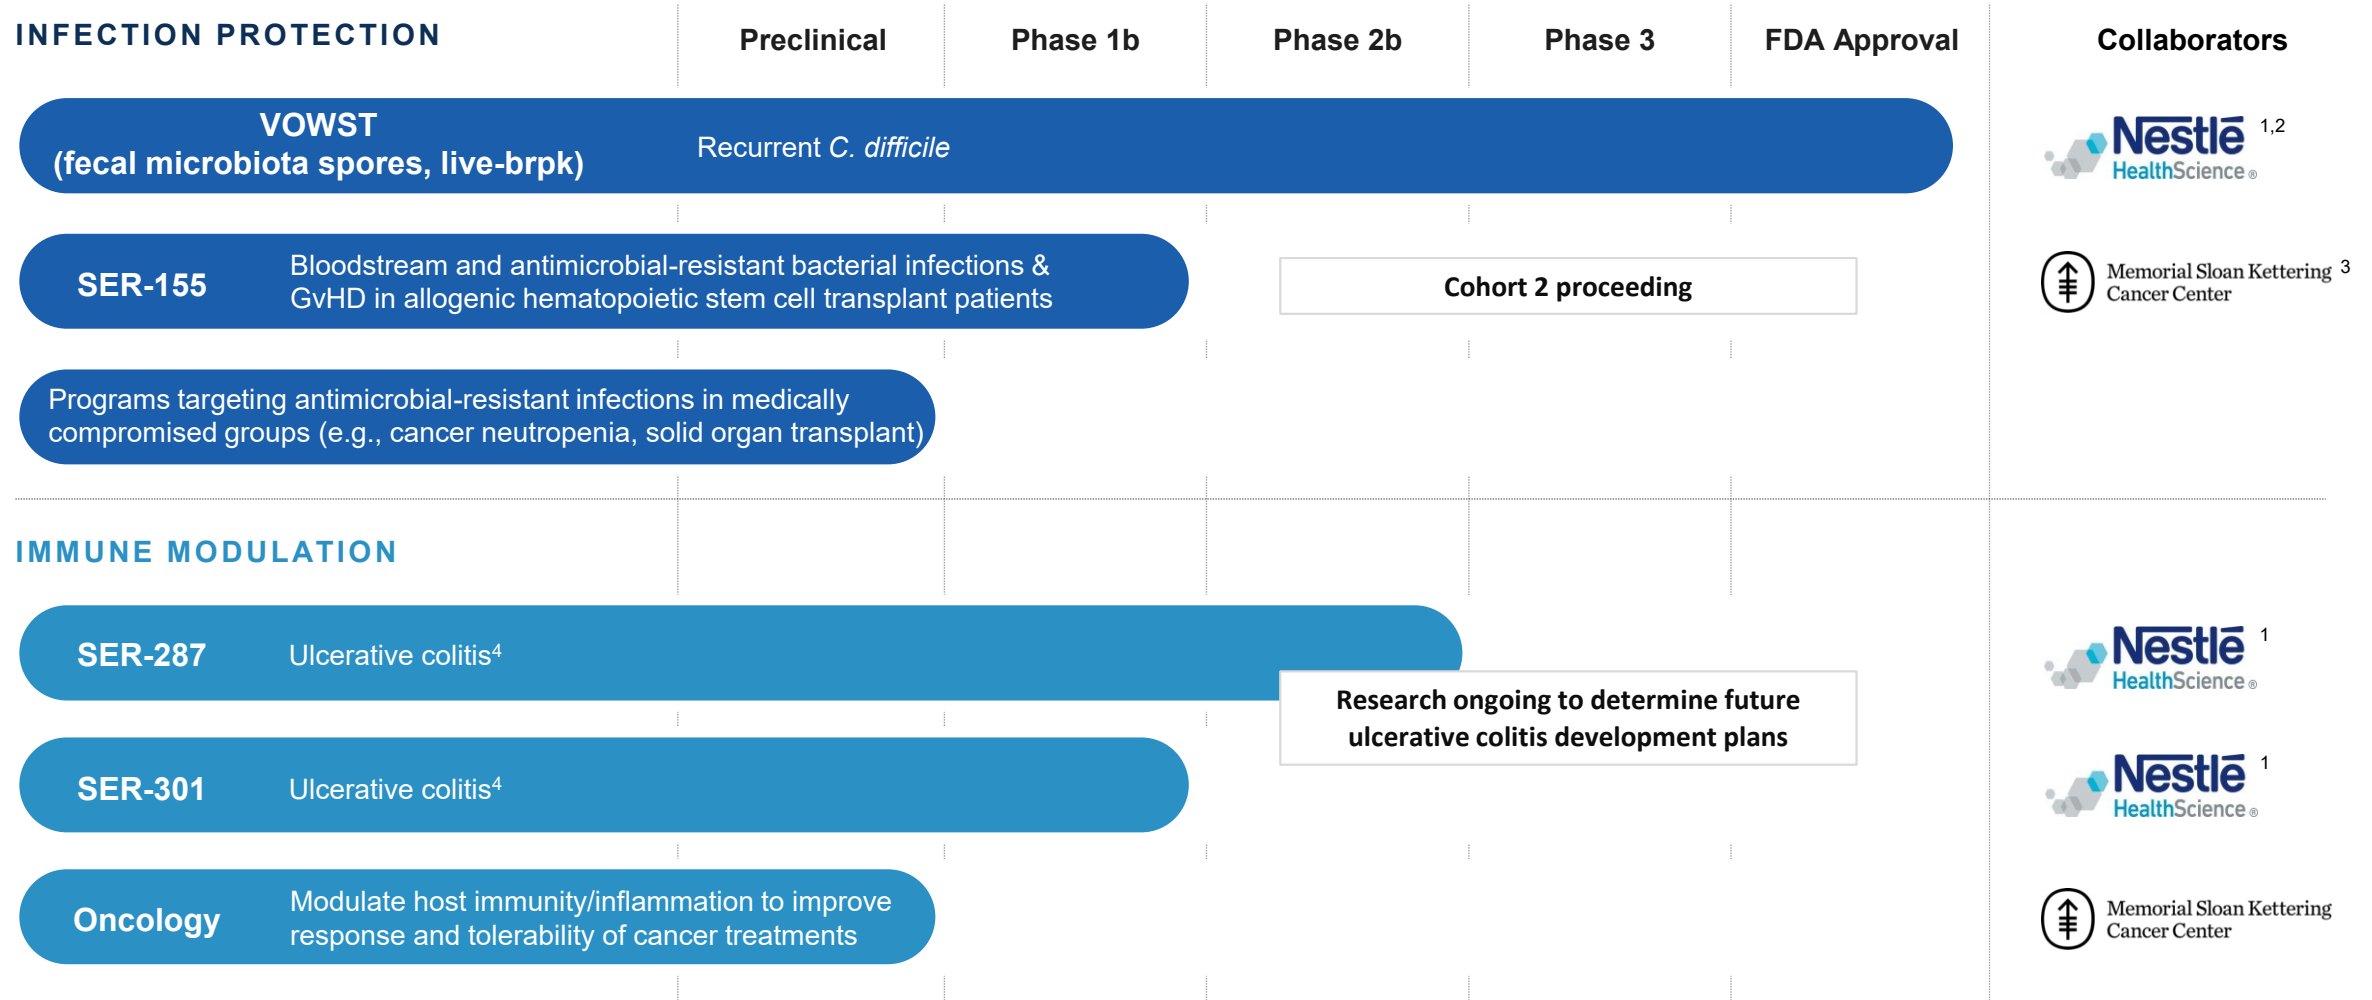 INFECTION PROTECTION
Preclinical
Phase 1b
Phase 2b
Phase 3
FDA Approval
Collaborators
VOWST
(fecal microbiota spores, live-brpk)
Recurrent C. difficile
Nestlé 1,2
HealthScience ®
SER-155
Bloodstream and antimicrobial-resistant bacterial infections &
GvHD in allogenic hematopoietic stem cell transplant patients
Cohort 2 proceeding
Memorial Sloan Kettering 3
Cancer Center
Programs targeting antimicrobial-resistant infections in medically
compromised groups (e.g., cancer neutropenia, solid organ transplant)
IMMUNE MODULATION
SER-287
Ulcerative colitis4
Nestlé 1
HealthScience ®
Research ongoing to determine future
ulcerative colitis development plans
SER-301
Ulcerative colitis4
Nestlé 1
HealthScience ®
Oncology
Modulate host immunity/inflammation to improve
response and tolerability of cancer treatments
Memorial Sloan Kettering
Cancer Center